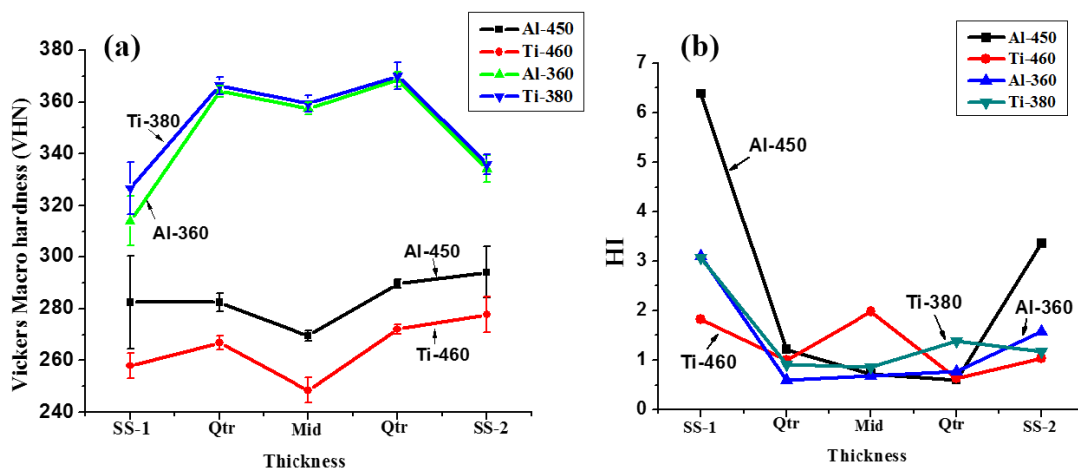 (a)
Al-450
Ti-460
Al-360
Ti-380
380
360
340
320
300
280
260
240
Vickers Macro hardness (VHN)
Ti-380
Al-360
Al-450
Ti-460
SS-1 Qtr Mid Qtr SS-2
Thickness
(b)
Al-450
Ti-460
Al-360
Ti-380
7
6
5
4
3
2
1
0
HI
Al-450
Ti-460
Ti-380
Al-360
SS-1 Qtr Mid Qtr SS-2
Thickness